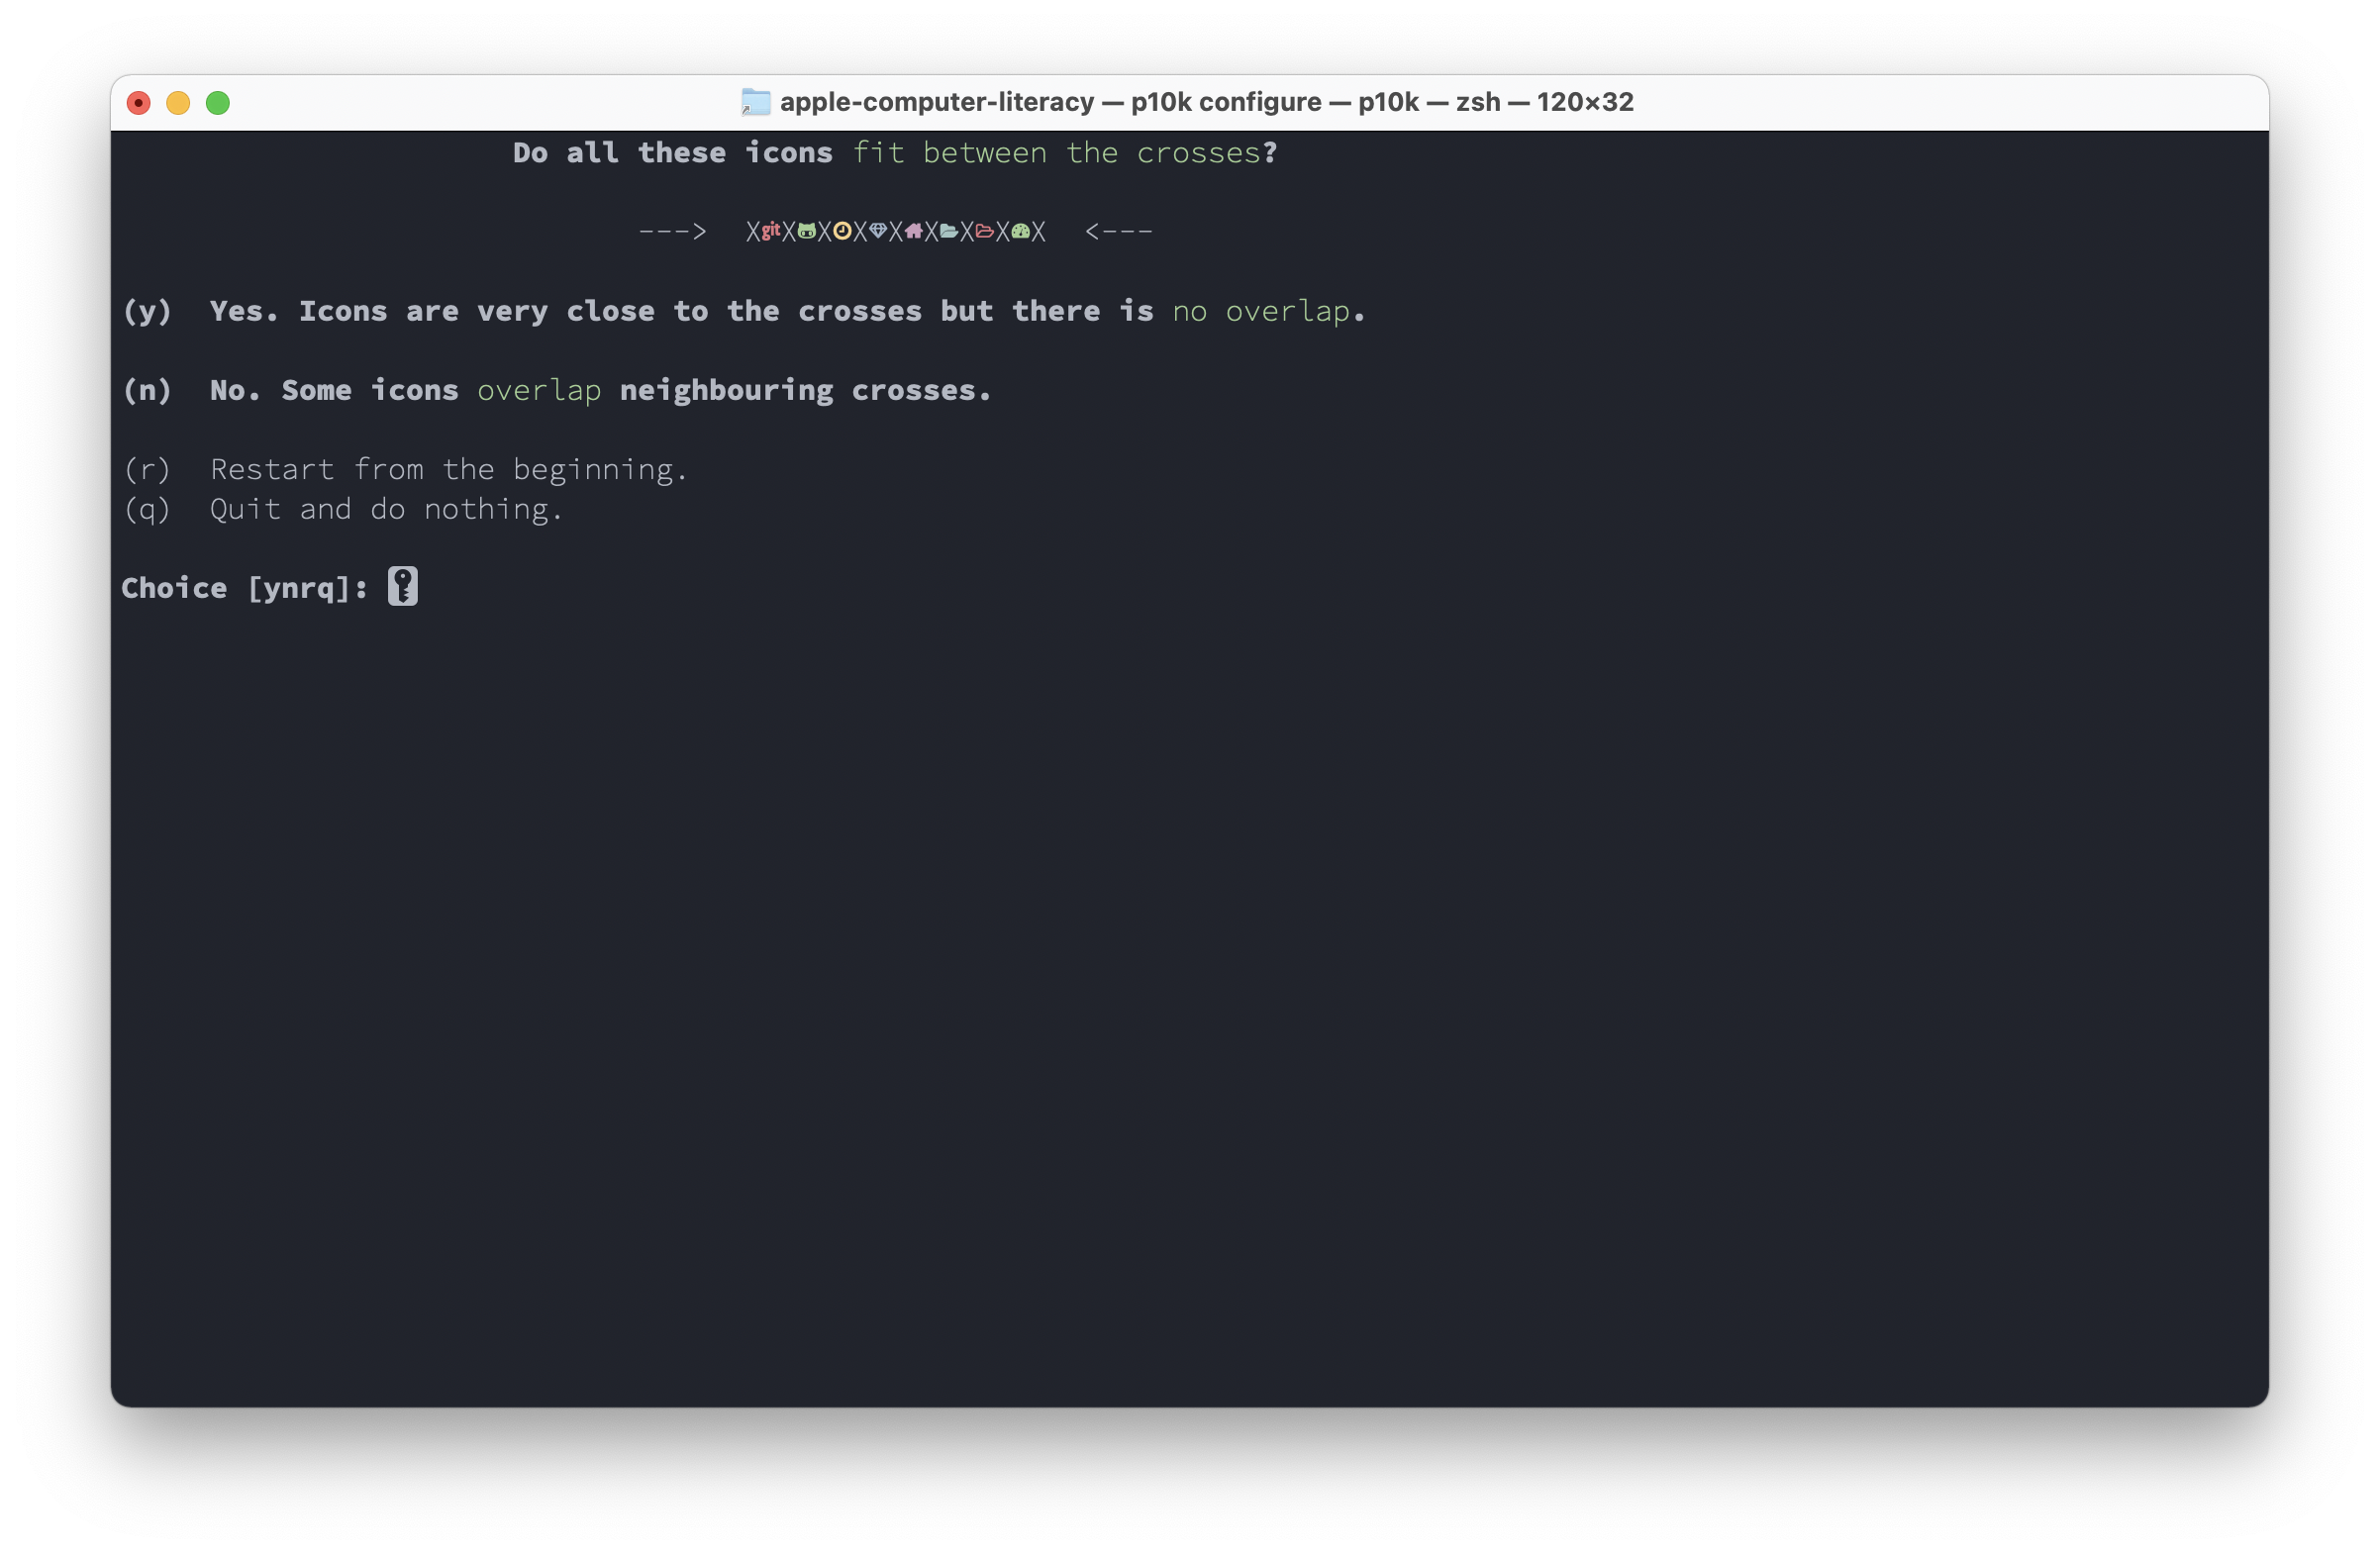 apple-computer-literacy — p10k configure — p10k — zsh — 120×32
Do all these icons fit between the crosses?
---> XgitXXXXXXXX <---
(y) Yes. Icons are very close to the crosses but there is no overlap.
(n) No. Some icons overlap neighbouring crosses.
(r) Restart from the beginning.
(q) Quit and do nothing.
Choice [ynrq]: